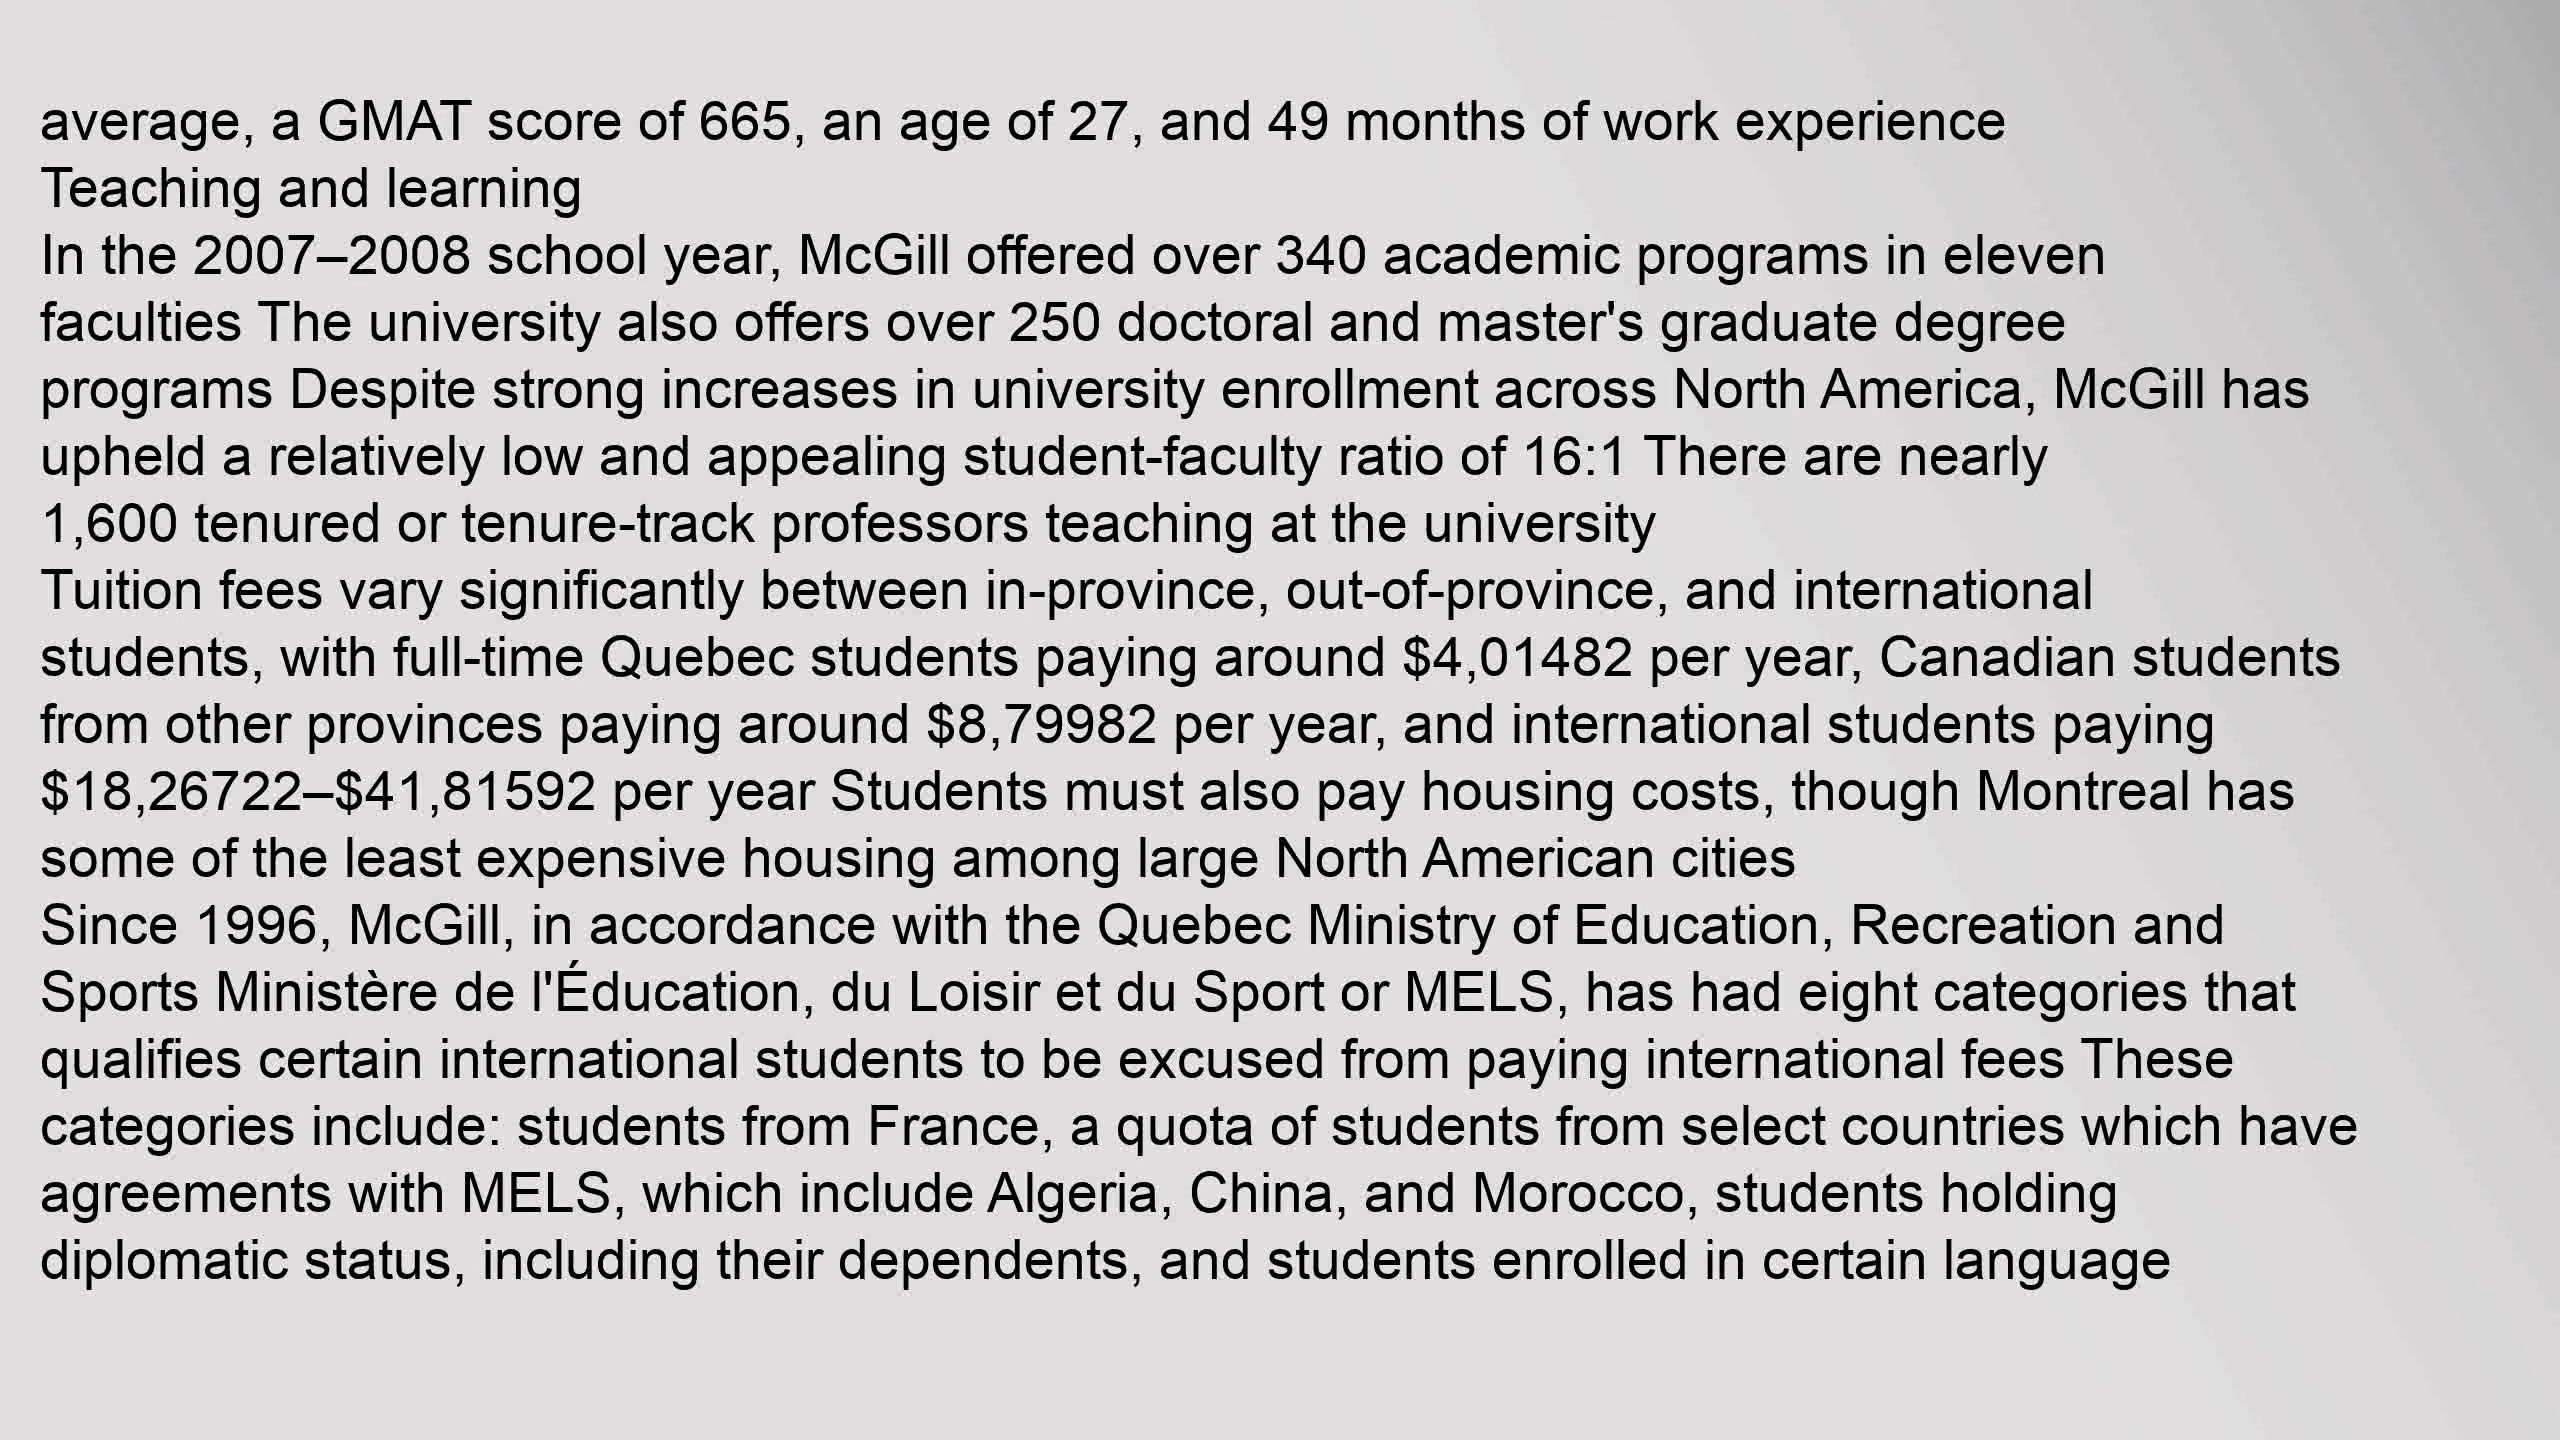 average, a GMAT score of 665, an age of 27, and 49 months of work experience
Teaching and learning
In the 2007–2008 school year, McGill offered over 340 academic programs in eleven
faculties The university also offers over 250 doctoral and master's graduate degree
programs Despite strong increases in university enrollment across North America, McGill has
upheld a relatively low and appealing student-faculty ratio of 16:1 There are nearly
1,600 tenured or tenure-track professors teaching at the university
Tuition fees vary significantly between in-province, out-of-province, and international
students, with full-time Quebec students paying around $4,01482 per year, Canadian students
from other provinces paying around $8,79982 per year, and international students paying
$18,26722–$41,81592 per year Students must also pay housing costs, though Montreal has
some of the least expensive housing among large North American cities
Since 1996, McGill, in accordance with the Quebec Ministry of Education, Recreation and
Sports Ministère de l'Éducation, du Loisir et du Sport or MELS, has had eight categories that
qualifies certain international students to be excused from paying international fees These
categories include: students from France, a quota of students from select countries which have
agreements with MELS, which include Algeria, China, and Morocco, students holding
diplomatic status, including their dependents, and students enrolled in certain language